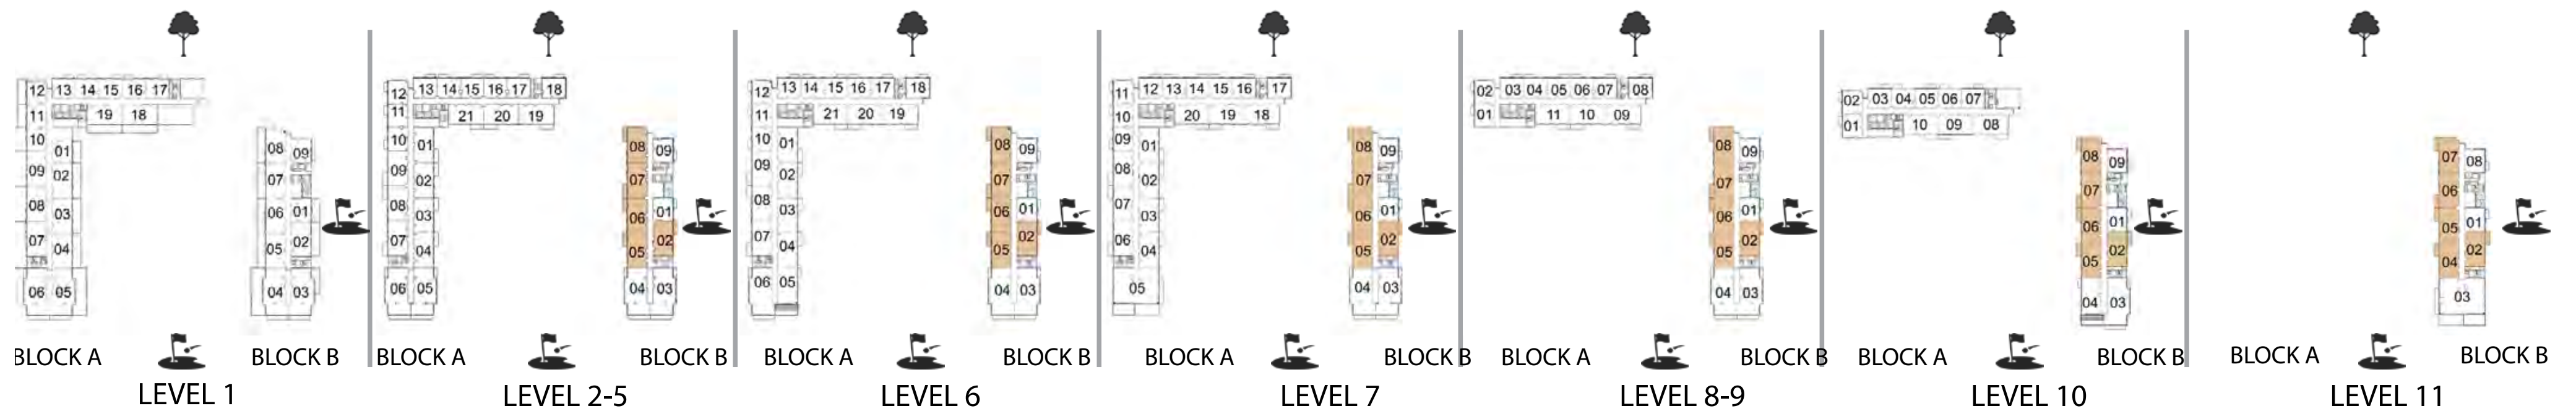 12 13 14 15 16 17
11 19 18
10 01
09 02
08 03
07 04
06 05
08 09
07
06 01
05 02
04 03
BLOCK A BLOCK B
LEVEL 1
12 13 14 15 16 17 18
11 21 20 19
10 01
09 02
08 03
07 04
06 05
08 09
07
06 01
05 02
04 03
BLOCK A BLOCK B
LEVEL 2-5
12 13 14 15 16 17 18
11 21 20 19
10 01
09 02
08 03
07 04
06 05
08 09
07
06 01
05 02
04 03
BLOCK A BLOCK B
LEVEL 6
11 12 13 14 15 16 17
10 20 19 18
09 01
08 02
07 03
06 04
05
08 09
07
06 01
05 02
04 03
BLOCK A BLOCK B
LEVEL 7
02 03 04 05 06 07 08
01 11 10 09
08 09
07
06 01
05 02
04 03
BLOCK A BLOCK B
LEVEL 8-9
02 03 04 05 06 07
01 10 09 08
08 09
07
06 01
05 02
04 03
BLOCK A BLOCK B
LEVEL 10
07 08
06
05 01
04 02
03
BLOCK A BLOCK B
LEVEL 11